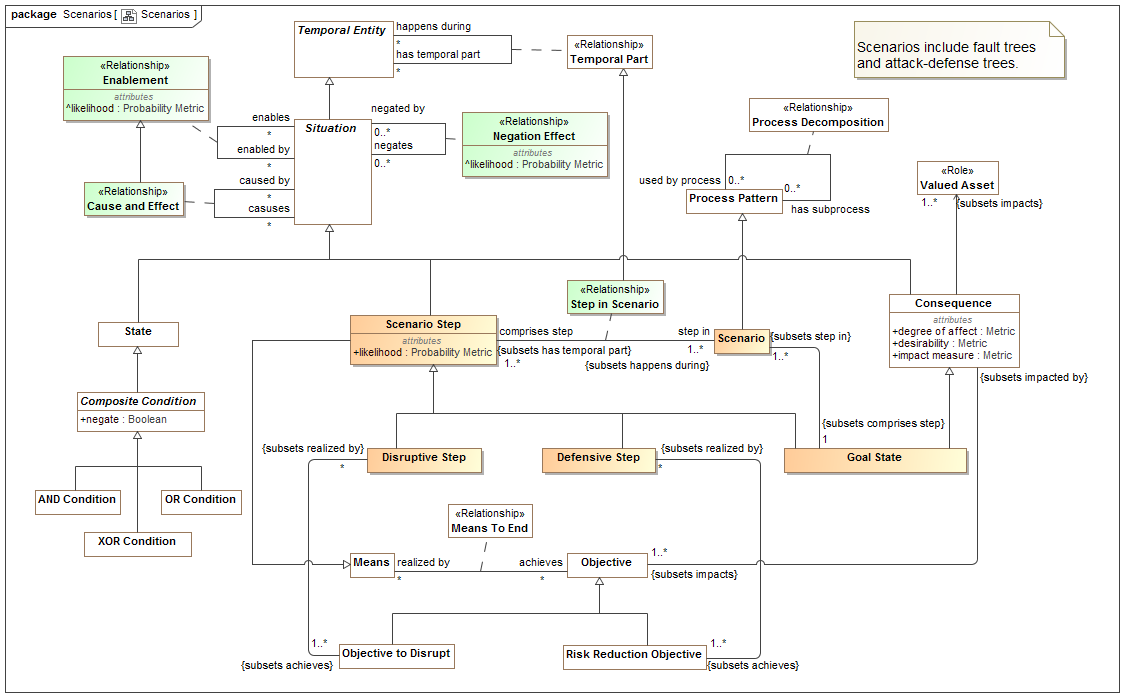 package Scenarios [ Scenarios ]
Temporal Entity
happens during
*
has temporal part
*
«Relationship»
Temporal Part
Scenarios include fault trees
and attack-defense trees.
«Relationship»
Enablement
attributes
^likelihood : Probability Metric
enables
*
enabled by
*
Situation
negated by
0..*
negates
0..*
«Relationship»
Negation Effect
attributes
^likelihood : Probability Metric
«Relationship»
Process Decomposition
used by process
0..*
0..*
Process Pattern
has subprocess
«Role»
Valued Asset
1..*
{subsets impacts}
«Relationship»
Cause and Effect
caused by
*
casuses
*
«Relationship»
Step in Scenario
State
Scenario Step
attributes
+likelihood : Probability Metric
comprises step
{subsets has temporal part}
1..*
step in
1..*
{subsets happens during}
Scenario
{subsets step in}
1..*
Consequence
attributes
+degree of affect : Metric
+desirability : Metric
+impact measure : Metric
{subsets impacted by}
Composite Condition
+negate : Boolean
{subsets comprises step}
1
{subsets realized by}
*
Disruptive Step
Defensive Step
{subsets realized by}
*
Goal State
AND Condition
OR Condition
XOR Condition
«Relationship»
Means To End
Means
realized by
*
achieves
*
Objective
1..*
{subsets impacts}
1..*
{subsets achieves}
Objective to Disrupt
Risk Reduction Objective
1..*
{subsets achieves}